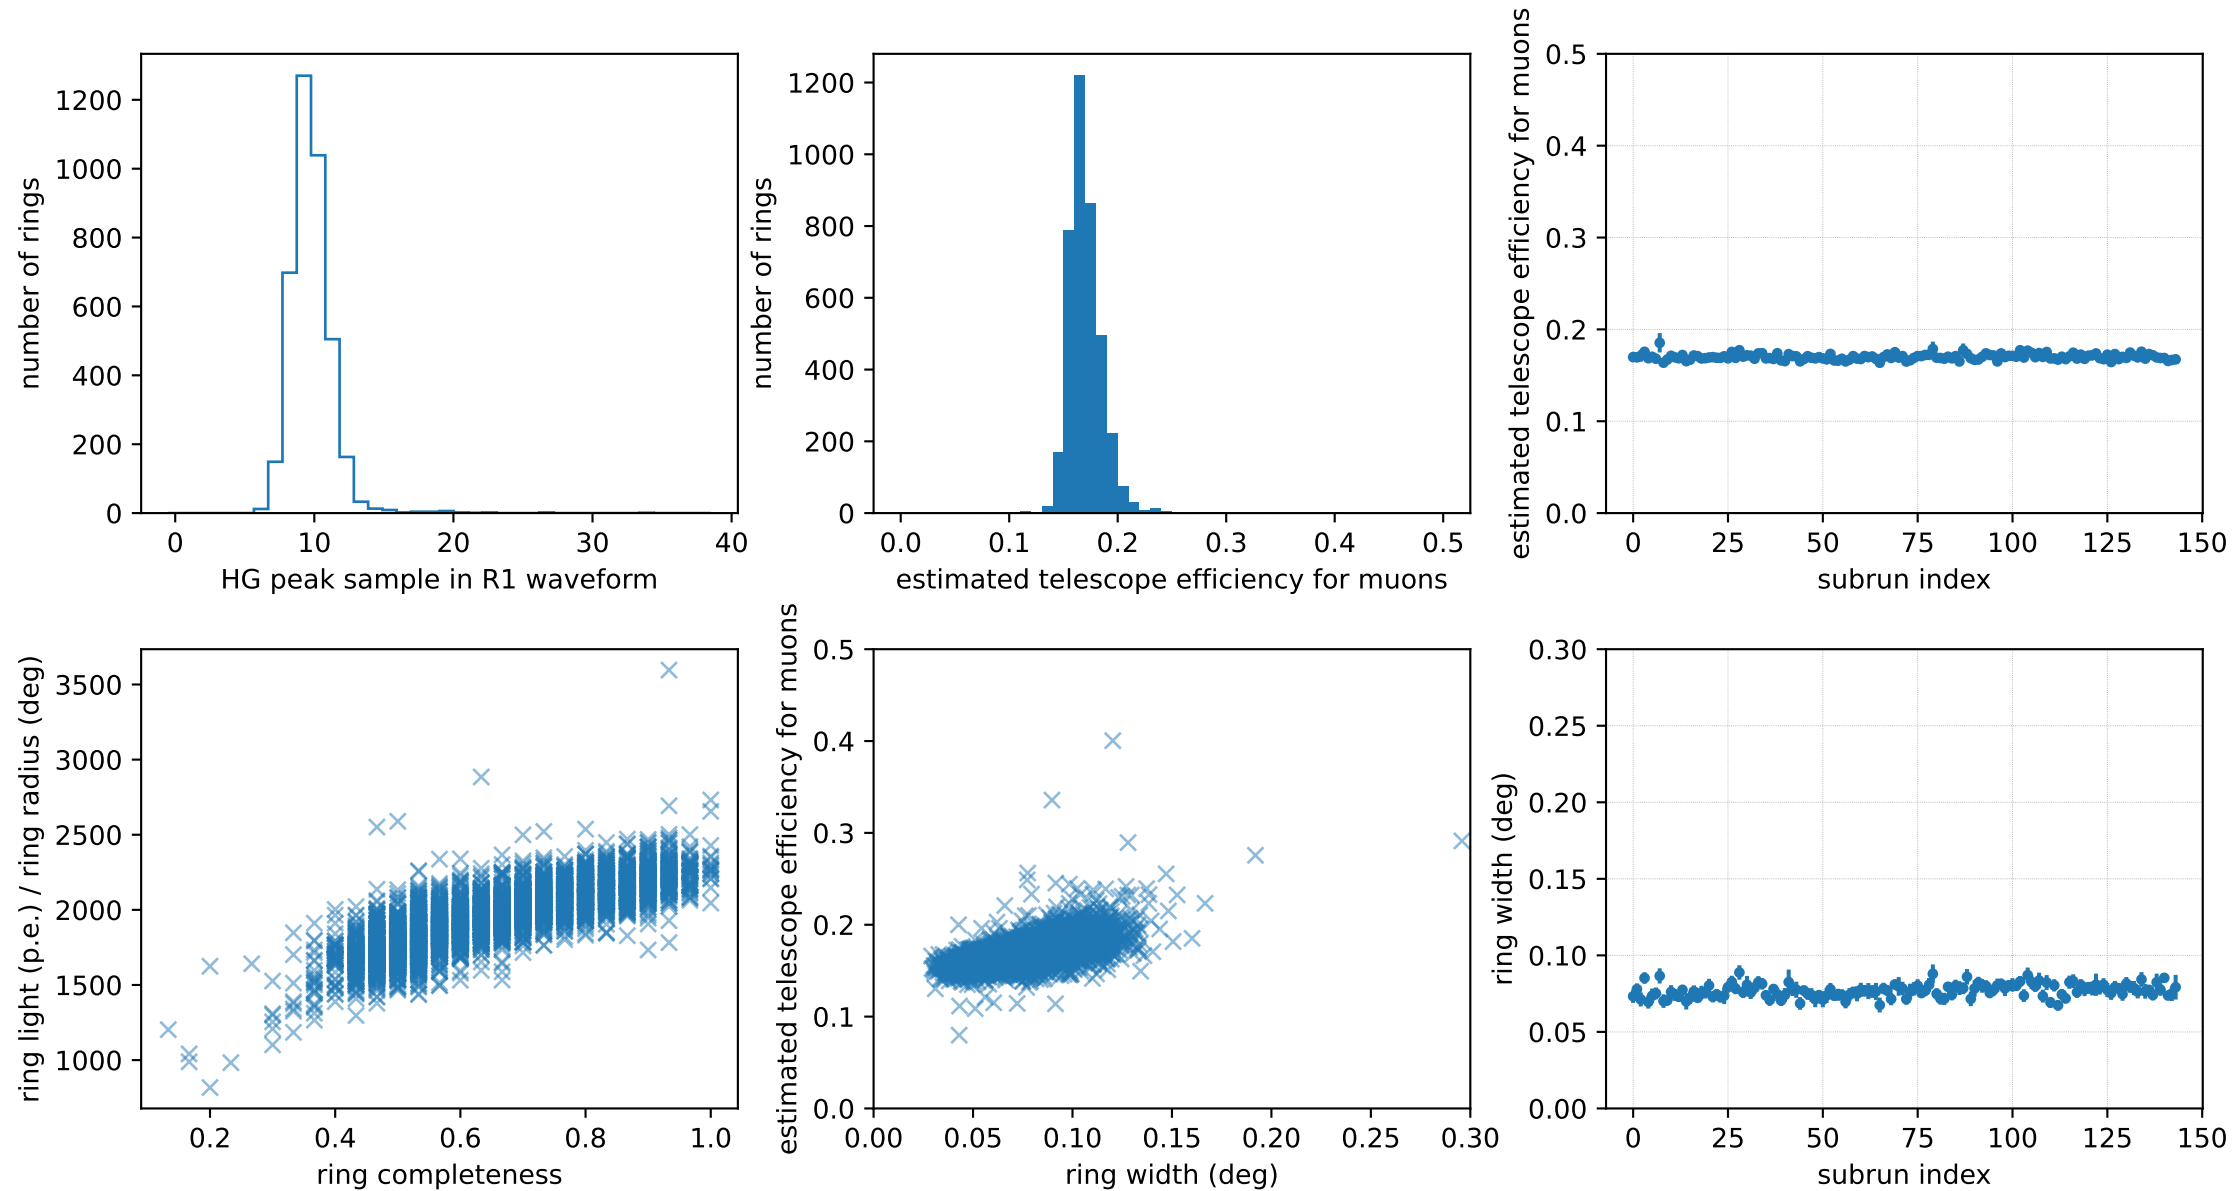 number of rings
1200
1000
800
600
400
200
0
0 10 20 30 40
HG peak sample in R1 waveform
number of rings
1200
1000
800
600
400
200
0
0.0 0.1 0.2 0.3 0.4 0.5
estimated telescope efficiency for muons
estimated telescope efficiency for muons
0.5
0.4
0.3
0.2
0.1
0.0
0 25 50 75 100 125 150
subrun index
ring light (p.e.) / ring radius (deg)
3500
3000
2500
2000
1500
1000
0.2 0.4 0.6 0.8 1.0
ring completeness
estimated telescope efficiency for muons
0.5
0.4
0.3
0.2
0.1
0.0
0.00 0.05 0.10 0.15 0.20 0.25 0.30
ring width (deg)
ring width (deg)
0.30
0.25
0.20
0.15
0.10
0.05
0.00
0 25 50 75 100 125 150
subrun index